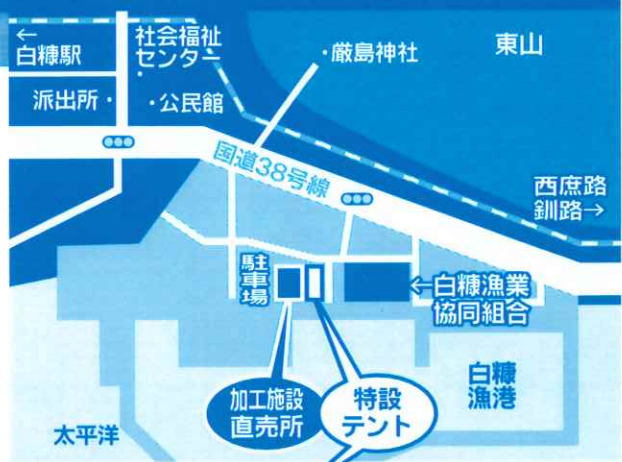 ←
白糠駅
社会福祉
センター
・厳島神社
東山
派出所・
・公民館
国道38号線
西庶路
釧路→
駐車場
←白糠漁業
協同組合
加工施設
直売所
特設
テント
白糠
漁港
太平洋